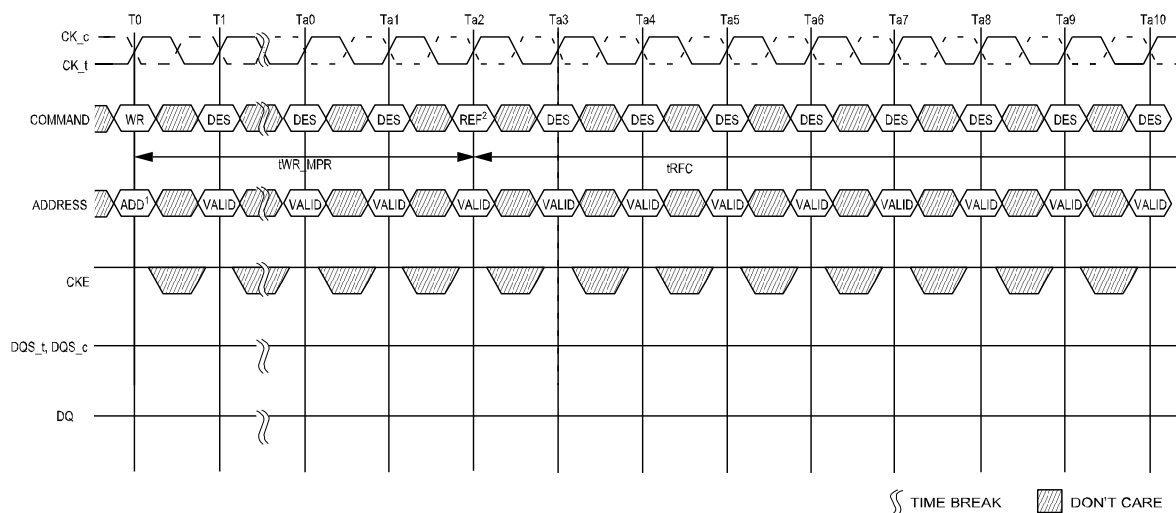 T0 T1 Ta0 Ta1 Ta2 Ta3 Ta4 Ta5 Ta6 Ta7 Ta8 Ta9 Ta10
CK_c
CK_t
COMMAND WR DES DES DES REF2 DES DES DES DES DES DES DES DES
tWR_MPR tRFC
ADDRESS ADD1 VALID VALID VALID VALID VALID VALID VALID VALID VALID VALID VALID VALID
CKE
DQS_t, DQS_c
DQ
TIME BREAK DON'T CARE